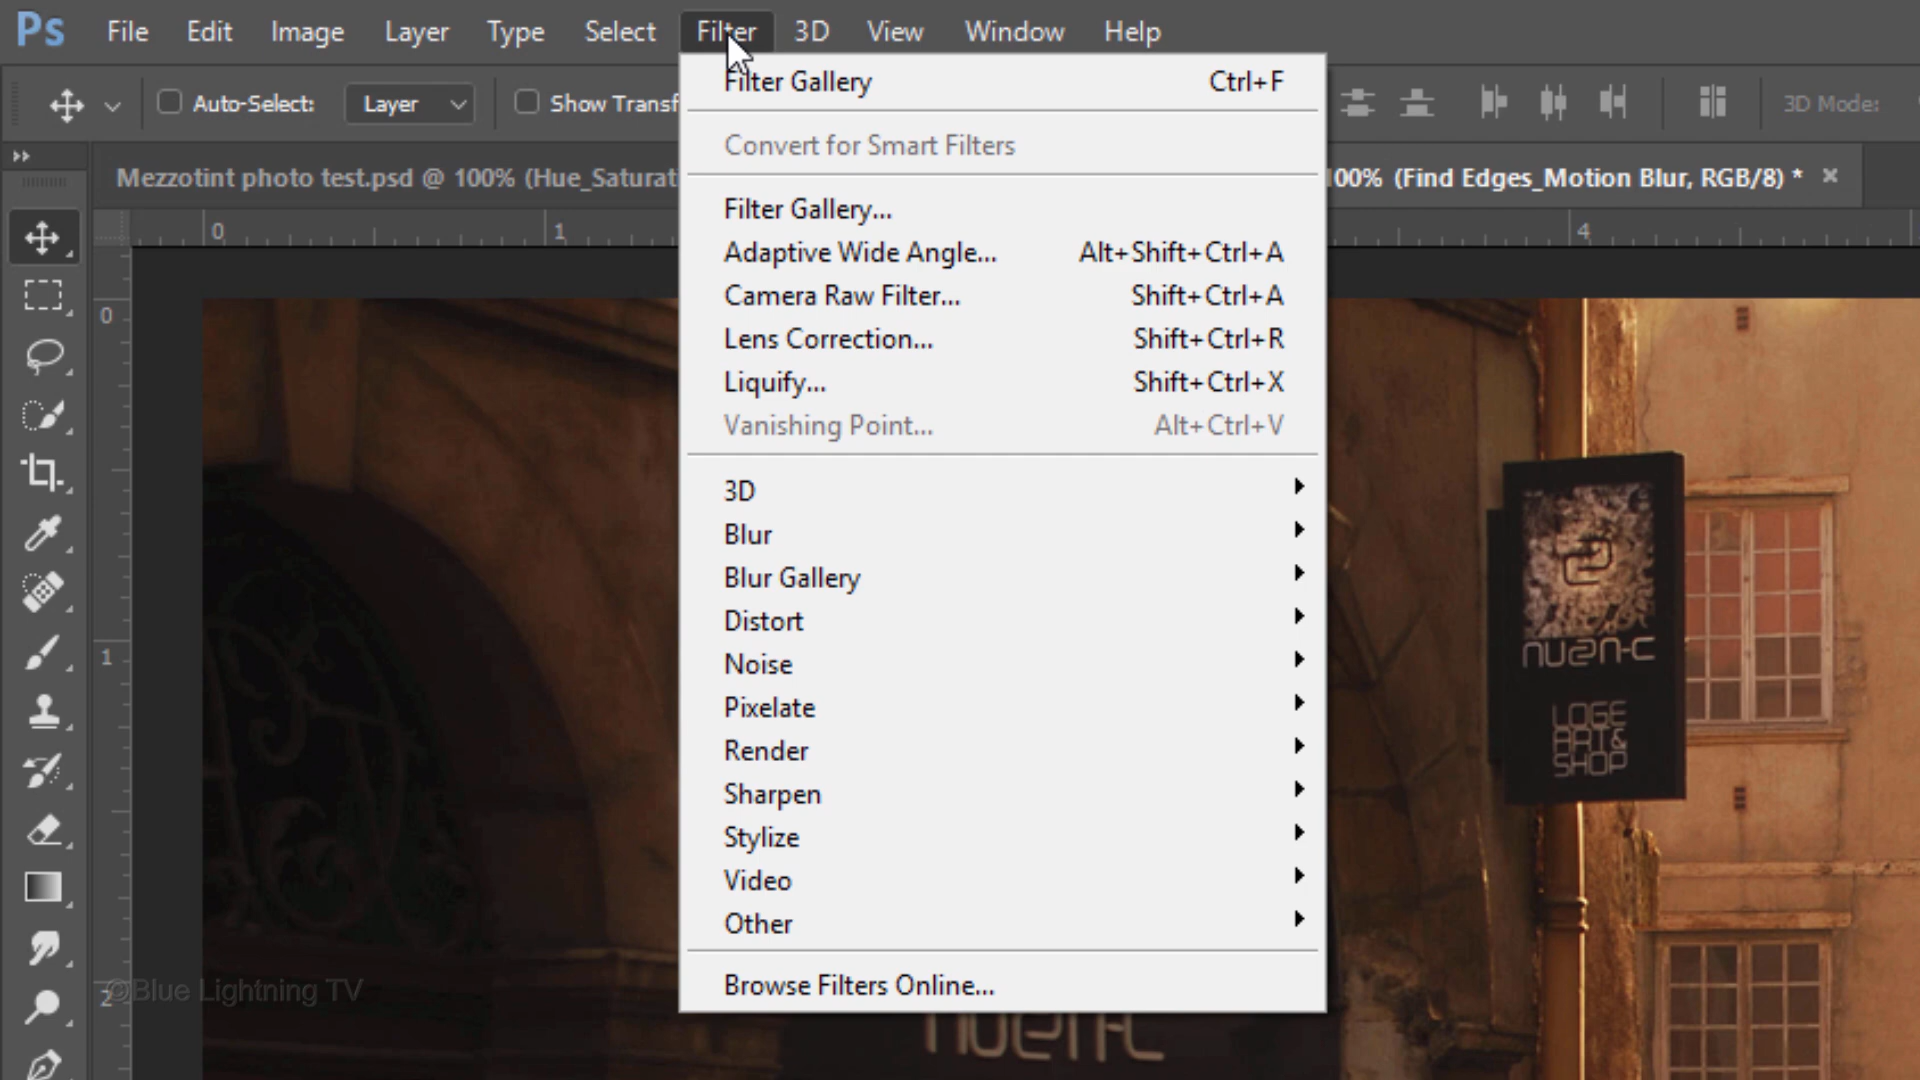 Ps File Edit Image Layer Type Select Filter 3D View Window Help
Auto-Select: Layer Show Transf 3D Mode:
Mezzotint photo test.psd @ 100% (Hue_Saturat 100% (Find Edges_Motion Blur, RGB/8) * ×
0 1 4
0
1
2
Filter Gallery Ctrl+F
Convert for Smart Filters
Filter Gallery...
Adaptive Wide Angle... Alt+Shift+Ctrl+A
Camera Raw Filter... Shift+Ctrl+A
Lens Correction... Shift+Ctrl+R
Liquify... Shift+Ctrl+X
Vanishing Point... Alt+Ctrl+V
3D
Blur
Blur Gallery
Distort
Noise
Pixelate
Render
Sharpen
Stylize
Video
Other
Browse Filters Online...
NUEN-C
LOGE
ART&
SHOP
©Blue Lightning TV
NUEN-C